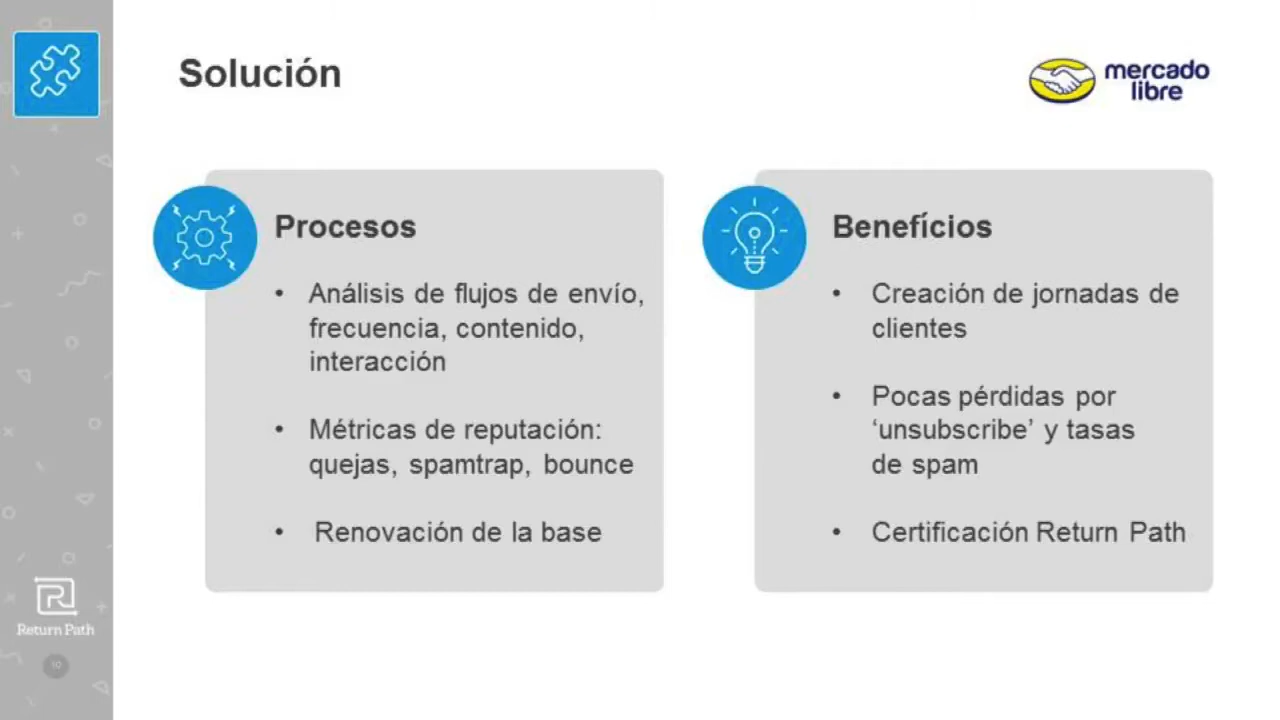 Solución
mercado
libre
Procesos
• Análisis de flujos de envío,
frecuencia, contenido,
interacción
• Métricas de reputación:
quejas, spamtrap, bounce
• Renovación de la base
Benefícios
• Creación de jornadas de
clientes
• Pocas pérdidas por
‘unsubscribe’ y tasas
de spam
• Certificación Return Path
Return Path
10